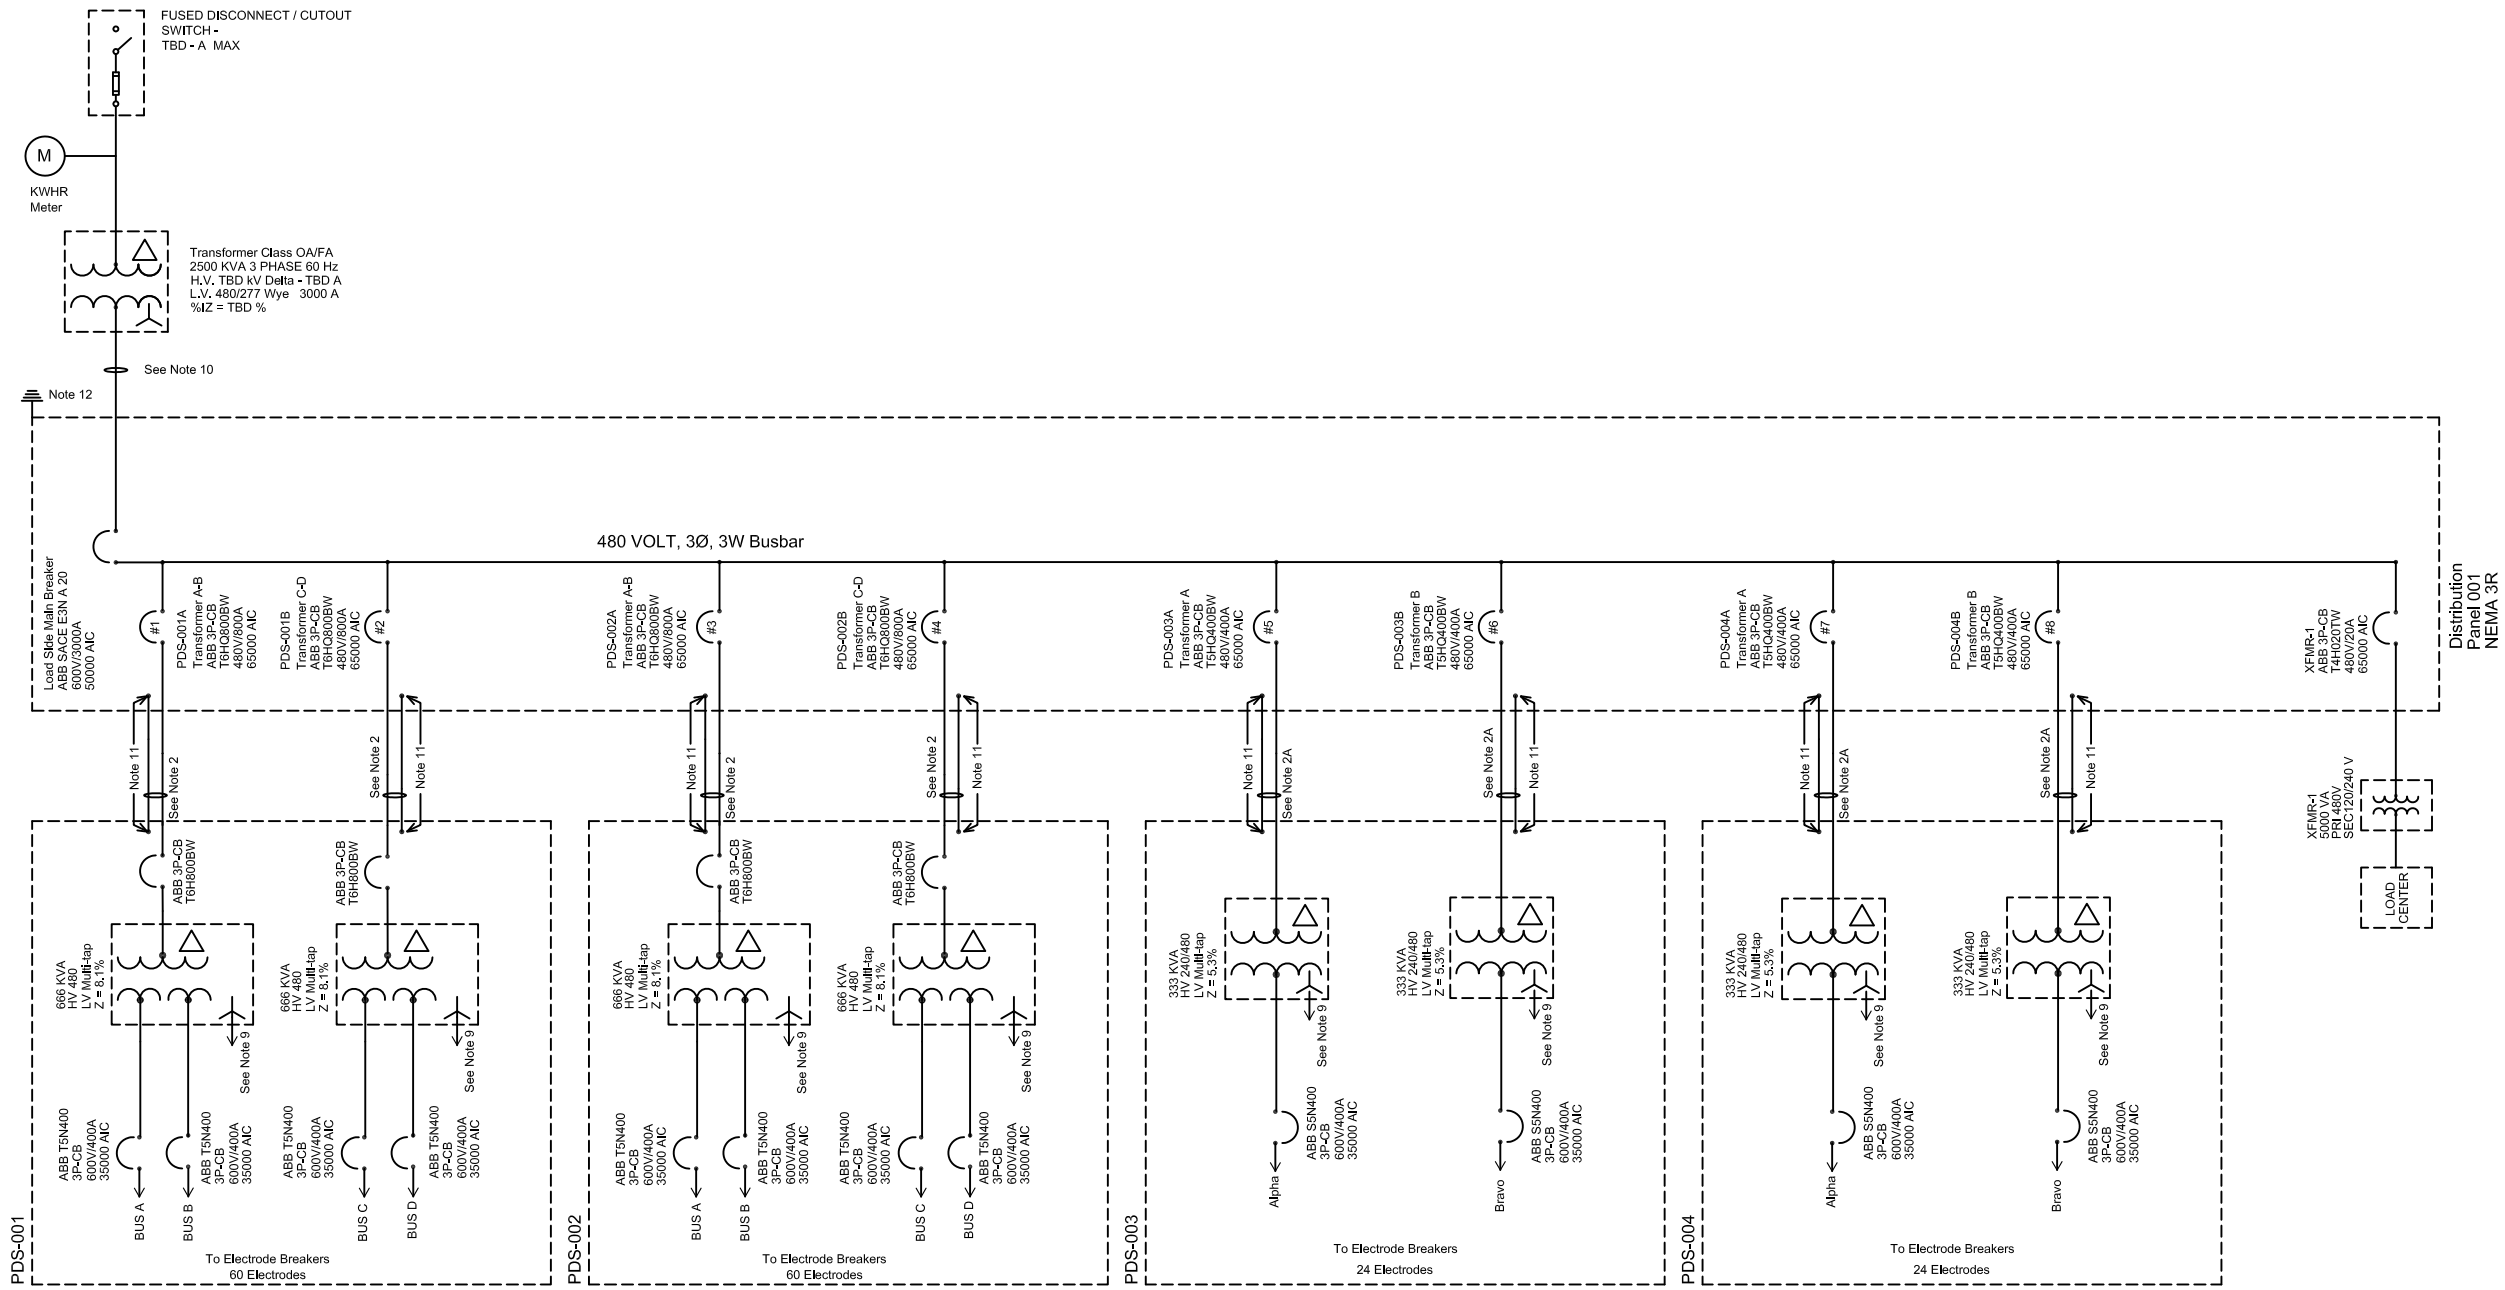 FUSED DISCONNECT / CUTOUT
SWITCH -
TBD - A MAX
M
KWHR
Meter
Transformer Class OA/FA
2500 KVA 3 PHASE 60 Hz
H.V. TBD kV Delta - TBD A
L.V. 480/277 Wye 3000 A
%IZ = TBD %
See Note 10
Note 12
480 VOLT, 3Ø, 3W Busbar
Load Side Main Breaker
ABB SACE E3N A 20
600V/3000A
50000 AIC
#1
PDS-001A
Transformer A-B
ABB 3P-CB
T6HQ800BW
480V/800A
65000 AIC
#2
PDS-001B
Transformer C-D
ABB 3P-CB
T6HQ800BW
480V/800A
65000 AIC
#3
PDS-002A
Transformer A-B
ABB 3P-CB
T6HQ800BW
480V/800A
65000 AIC
#4
PDS-002B
Transformer C-D
ABB 3P-CB
T6HQ800BW
480V/800A
65000 AIC
#5
PDS-003A
Transformer A
ABB 3P-CB
T5HQ400BW
480V/400A
65000 AIC
#6
PDS-003B
Transformer B
ABB 3P-CB
T5HQ400BW
480V/400A
65000 AIC
#7
PDS-004A
Transformer A
ABB 3P-CB
T5HQ400BW
480V/400A
65000 AIC
#8
PDS-004B
Transformer B
ABB 3P-CB
T5HQ400BW
480V/400A
65000 AIC
XFMR-1
ABB 3P-CB
T4H020TW
480V/20A
65000 AIC
Distribution
Panel 001
NEMA 3R
Note 11
See Note 2
See Note 2
Note 11
Note 11
See Note 2
See Note 2
Note 11
Note 11
See Note 2A
See Note 2A
Note 11
Note 11
See Note 2A
See Note 2A
Note 11
XFMR-1
5000 VA
PRI 480V
SEC120/240 V
LOAD
CENTER
PDS-001
ABB 3P-CB
T6H800BW
ABB 3P-CB
T6H800BW
666 KVA
HV 480
LV Multi-tap
Z = 8.1%
See Note 9
666 KVA
HV 480
LV Multi-tap
Z = 8.1%
See Note 9
ABB T5N400
3P-CB
600V/400A
35000 AIC
BUS A
ABB T5N400
3P-CB
600V/400A
35000 AIC
BUS B
ABB T5N400
3P-CB
600V/400A
35000 AIC
BUS C
ABB T5N400
3P-CB
600V/400A
35000 AIC
BUS D
To Electrode Breakers
60 Electrodes
PDS-002
ABB 3P-CB
T6H800BW
ABB 3P-CB
T6H800BW
666 KVA
HV 480
LV Multi-tap
Z = 8.1%
See Note 9
666 KVA
HV 480
LV Multi-tap
Z = 8.1%
See Note 9
ABB T5N400
3P-CB
600V/400A
35000 AIC
BUS A
ABB T5N400
3P-CB
600V/400A
35000 AIC
BUS B
ABB T5N400
3P-CB
600V/400A
35000 AIC
BUS C
ABB T5N400
3P-CB
600V/400A
35000 AIC
BUS D
To Electrode Breakers
60 Electrodes
PDS-003
333 KVA
HV 240/480
LV Multi-tap
Z = 5.3%
See Note 9
333 KVA
HV 240/480
LV Multi-tap
Z = 5.3%
See Note 9
Alpha
ABB S5N400
3P-CB
600V/400A
35000 AIC
Bravo
ABB S5N400
3P-CB
600V/400A
35000 AIC
To Electrode Breakers
24 Electrodes
PDS-004
333 KVA
HV 240/480
LV Multi-tap
Z = 5.3%
See Note 9
333 KVA
HV 240/480
LV Multi-tap
Z = 5.3%
See Note 9
Alpha
ABB S5N400
3P-CB
600V/400A
35000 AIC
Bravo
ABB S5N400
3P-CB
600V/400A
35000 AIC
To Electrode Breakers
24 Electrodes